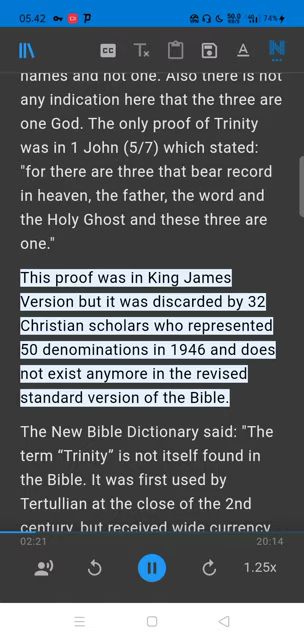 05.42
50.0
KB/s
4G
74%
CC
names and not one. Also there is not
any indication here that the three are
one God. The only proof of Trinity
was in 1 John (5/7) which stated:
"for there are three that bear record
in heaven, the father, the word and
the Holy Ghost and these three are
one."
This proof was in King James
Version but it was discarded by 32
Christian scholars who represented
50 denominations in 1946 and does
not exist anymore in the revised
standard version of the Bible.
The New Bible Dictionary said: "The
term “Trinity” is not itself found in
the Bible. It was first used by
Tertullian at the close of the 2nd
century, but received wide currency
02:21
20:14
1.25x